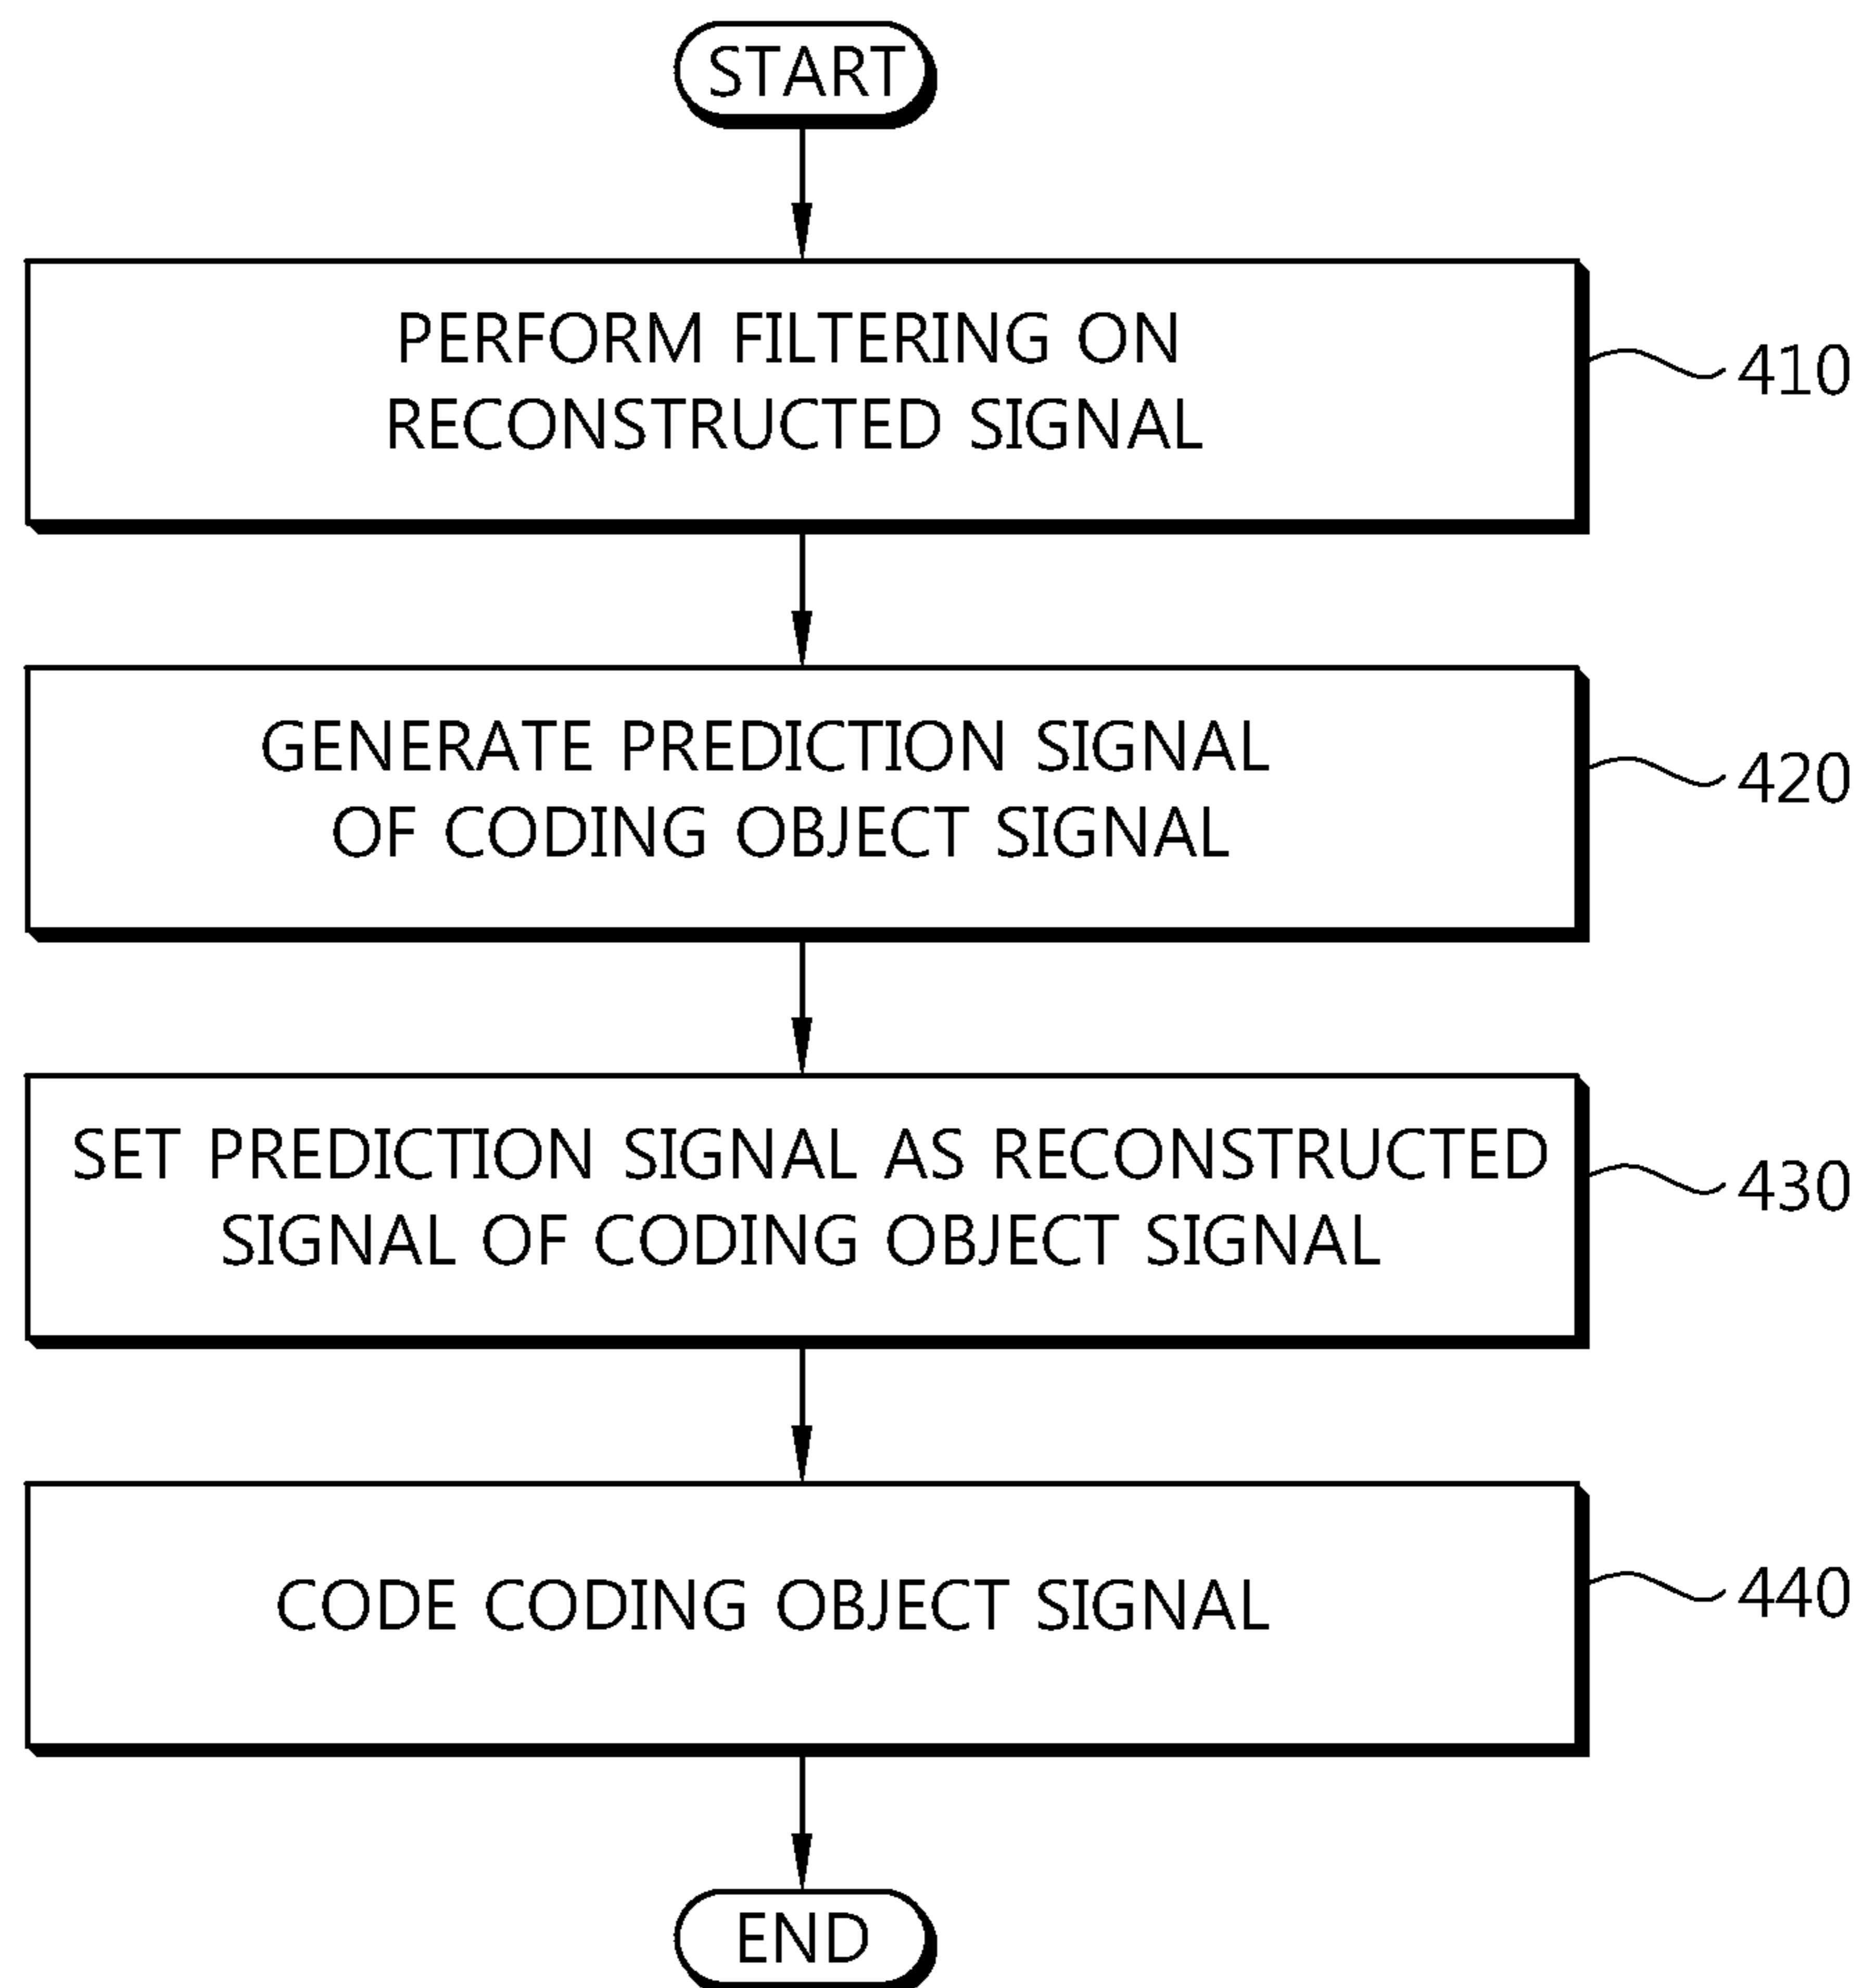 START
PERFORM FILTERING ON
RECONSTRUCTED SIGNAL
410
GENERATE PREDICTION SIGNAL
OF CODING OBJECT SIGNAL
420
SET PREDICTION SIGNAL AS RECONSTRUCTED
SIGNAL OF CODING OBJECT SIGNAL
430
CODE CODING OBJECT SIGNAL
440
END